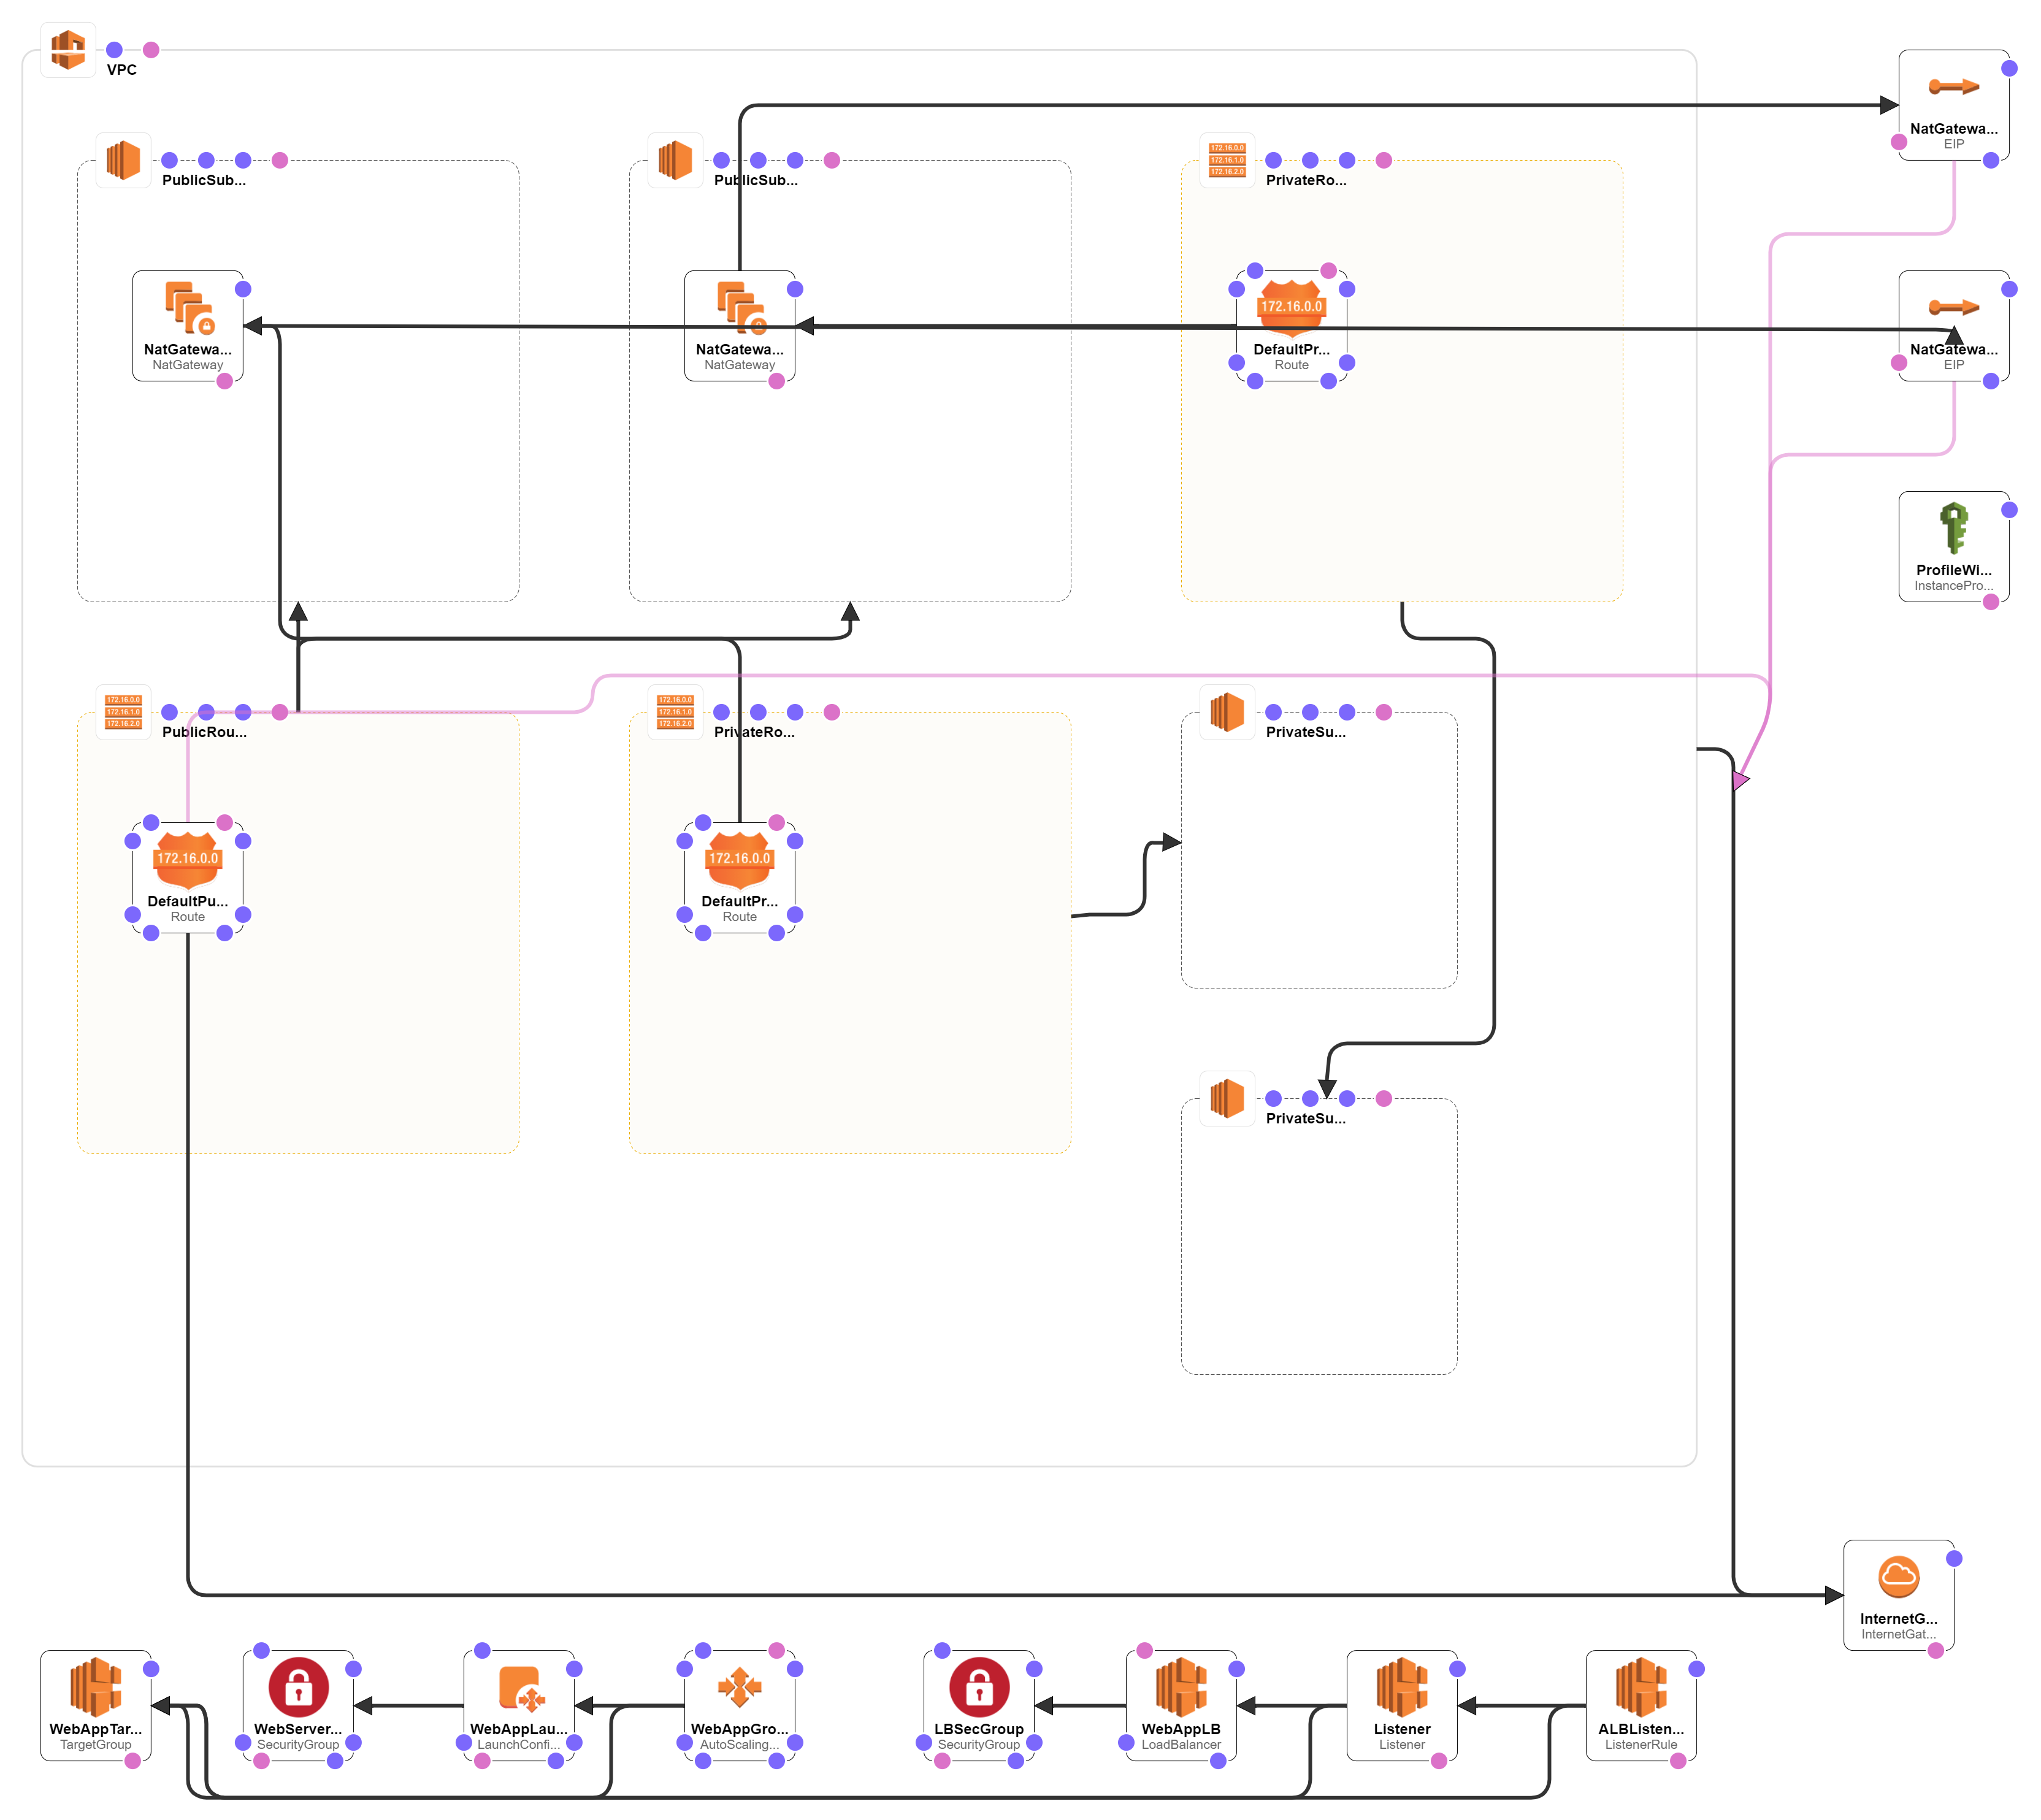 VPC
NatGatewa...
EIP
172.16.0.0
172.16.1.0
172.16.2.0
PublicSub...
PublicSub...
PrivateRo...
172.16.0.0
NatGatewa...
NatGateway
NatGatewa...
NatGateway
DefaultPr...
Route
NatGatewa...
EIP
ProfileWi...
InstancePro...
172.16.0.0
172.16.1.0
172.16.2.0
PublicRou...
172.16.0.0
172.16.1.0
172.16.2.0
PrivateRo...
PrivateSu...
172.16.0.0
DefaultPu...
Route
172.16.0.0
DefaultPr...
Route
PrivateSu...
InternetG...
InternetGat...
WebAppTar...
TargetGroup
WebServer...
SecurityGroup
WebAppLau...
LaunchConfi...
WebAppGro...
AutoScaling...
LBSecGroup
SecurityGroup
WebAppLB
LoadBalancer
Listener
Listener
ALBListen...
ListenerRule